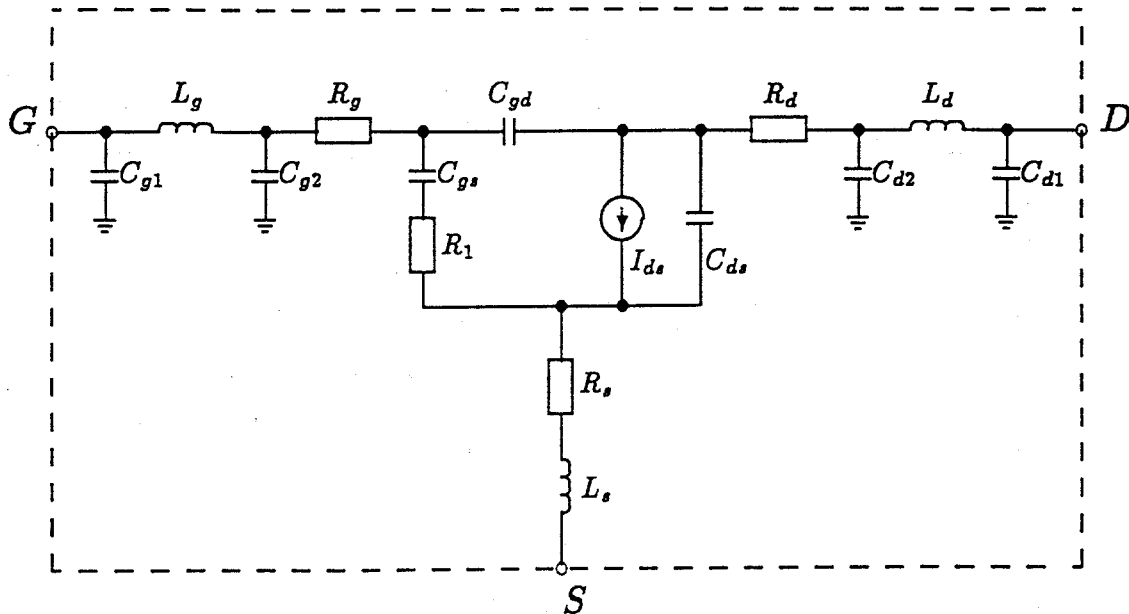 L_g
R_g
C_gd
R_d
L_d
G
D
C_g1
C_g2
C_gs
C_d2
C_d1
R_1
I_ds
C_ds
R_s
L_s
S